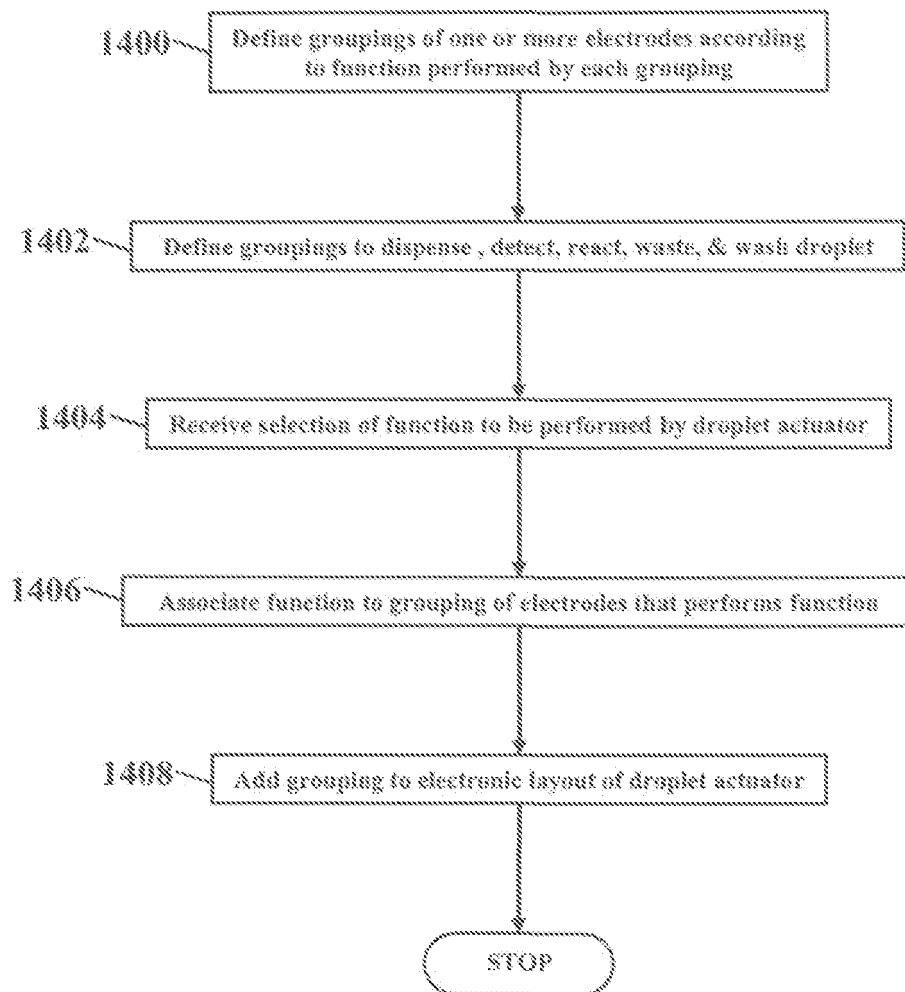 1400
Define groupings of one or more electrodes according
to function performed by each grouping
1402
Define groupings to dispense , detect, react, waste, & wash droplet
1404
Receive selection of function to be performed by droplet actuator
1406
Associate function to grouping of electrodes that performs function
1408
Add grouping to electronic layout of droplet actuator
STOP